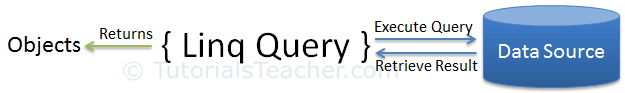 Objects
Returns
{ Linq Query }
Execute Query
Retrieve Result
Data Source
© TutorialsTeacher.com